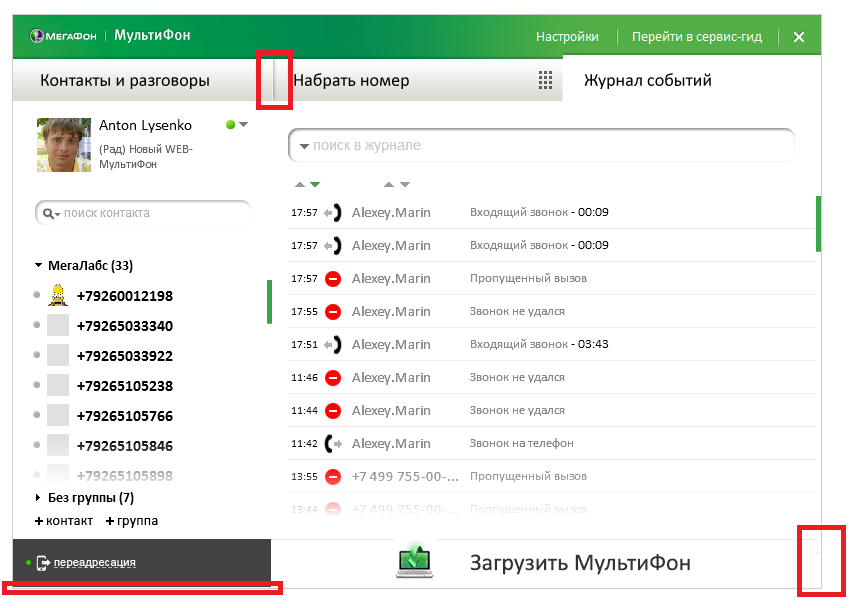 МЕГАФОН | МультиФон
Настройки
Перейти в сервис-гид
Контакты и разговоры
Набрать номер
Журнал событий
Anton Lysenko
(Рад) Новый WEB-
МультиФон
поиск контакта
МегаЛабс (33)
+79260012198
+79265033340
+79265033922
+79265105238
+79265105766
+79265105846
+79265105898
Без группы (7)
+контакт +группа
переадресация
поиск в журнале
17:57 Alexey.Marin Входящий звонок - 00:09
17:57 Alexey.Marin Входящий звонок - 00:09
17:57 Alexey.Marin Пропущенный вызов
17:55 Alexey.Marin Звонок не удался
17:51 Alexey.Marin Входящий звонок - 03:43
11:46 Alexey.Marin Звонок не удался
11:44 Alexey.Marin Звонок не удался
11:42 Alexey.Marin Звонок на телефон
13:55 +7 499 755-00-... Пропущенный вызов
13:44 +7 499 755-00-... Пропущенный вызов
Загрузить МультиФон